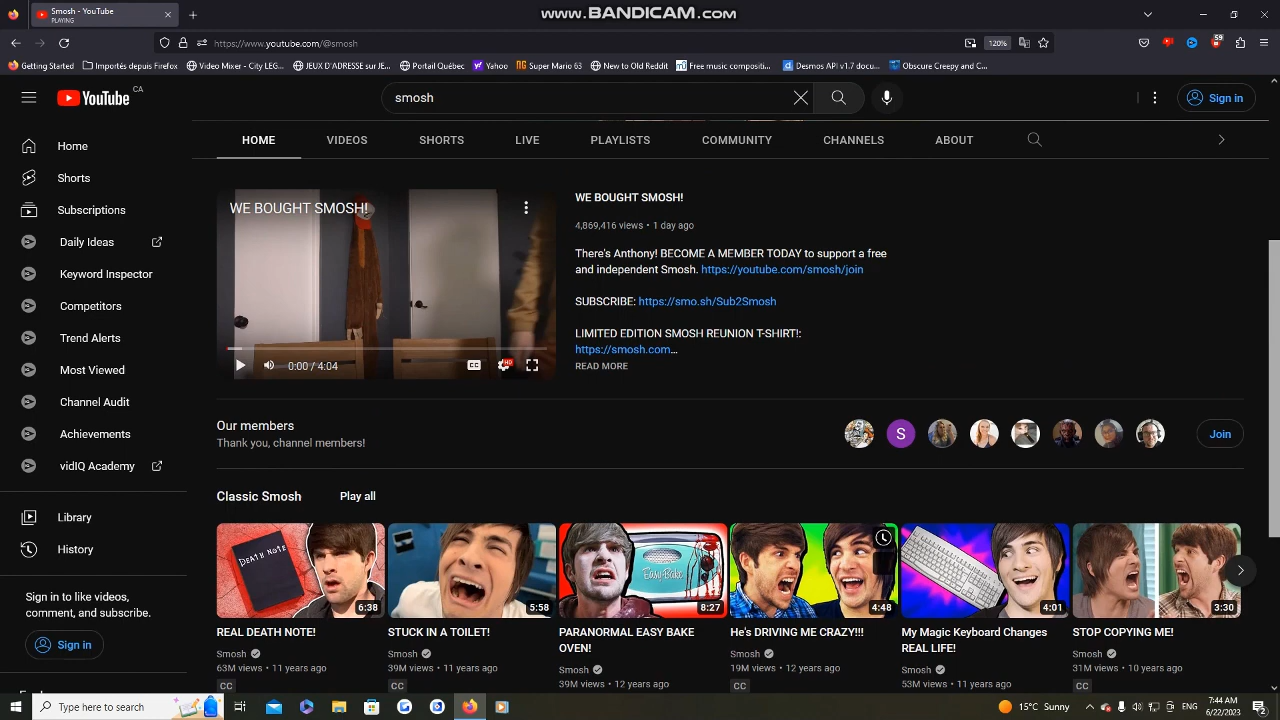 Smosh - YouTube
PLAYING
www.BANDICAM.com
https://www.youtube.com/@smosh
120%
59
Getting Started
Importés depuis Firefox
Video Mixer - City LEG...
JEUX D'ADRESSE sur JE...
Portail Québec
Yahoo
Super Mario 63
New to Old Reddit
Free music compositi...
Desmos API v1.7 docu...
Obscure Creepy and C...
YouTube CA
smosh
Sign in
HOME
VIDEOS
SHORTS
LIVE
PLAYLISTS
COMMUNITY
CHANNELS
ABOUT
Home
Shorts
Subscriptions
Daily Ideas
Keyword Inspector
Competitors
Trend Alerts
Most Viewed
Channel Audit
Achievements
vidIQ Academy
Library
History
Sign in to like videos,
comment, and subscribe.
Sign in
WE BOUGHT SMOSH!
0:00 / 4:04
CC
HD
WE BOUGHT SMOSH!
4,869,416 views • 1 day ago
There's Anthony! BECOME A MEMBER TODAY to support a free
and independent Smosh. https://youtube.com/smosh/join
SUBSCRIBE: https://smo.sh/Sub2Smosh
LIMITED EDITION SMOSH REUNION T-SHIRT!:
https://smosh.com...
READ MORE
Our members
Thank you, channel members!
S
Join
Classic Smosh
Play all
DEATH NOTE
6:38
5:58
Easy-Bake
8:27
4:48
4:01
3:30
REAL DEATH NOTE!
Smosh
63M views • 11 years ago
CC
STUCK IN A TOILET!
Smosh
39M views • 11 years ago
CC
PARANORMAL EASY BAKE
OVEN!
Smosh
39M views • 12 years ago
He's DRIVING ME CRAZY!!!
Smosh
19M views • 12 years ago
CC
My Magic Keyboard Changes
REAL LIFE!
Smosh
53M views • 11 years ago
STOP COPYING ME!
Smosh
31M views • 10 years ago
CC
Type here to search
15°C Sunny
7:44 AM
6/22/2023
2